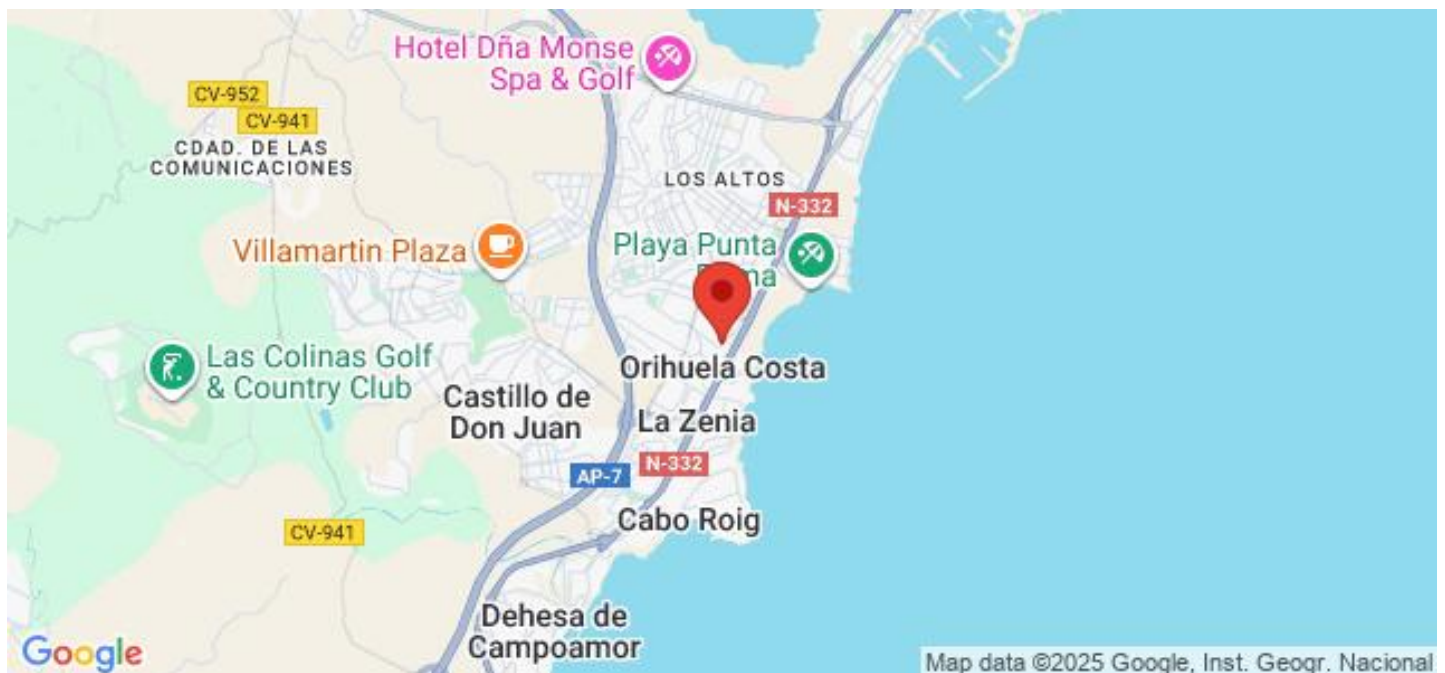 Hotel Dña Monse
Spa & Golf
CV-952
CV-941
CDAD. DE LAS
COMUNICACIONES
LOS ALTOS
N-332
Villamartin Plaza
Playa Punta
Las Colinas Golf
& Country Club
Orihuela Costa
Castillo de
Don Juan
La Zenia
AP-7
N-332
CV-941
Cabo Roig
Dehesa de
Campoamor
Google
Map data ©2025 Google, Inst. Geogr. Nacional